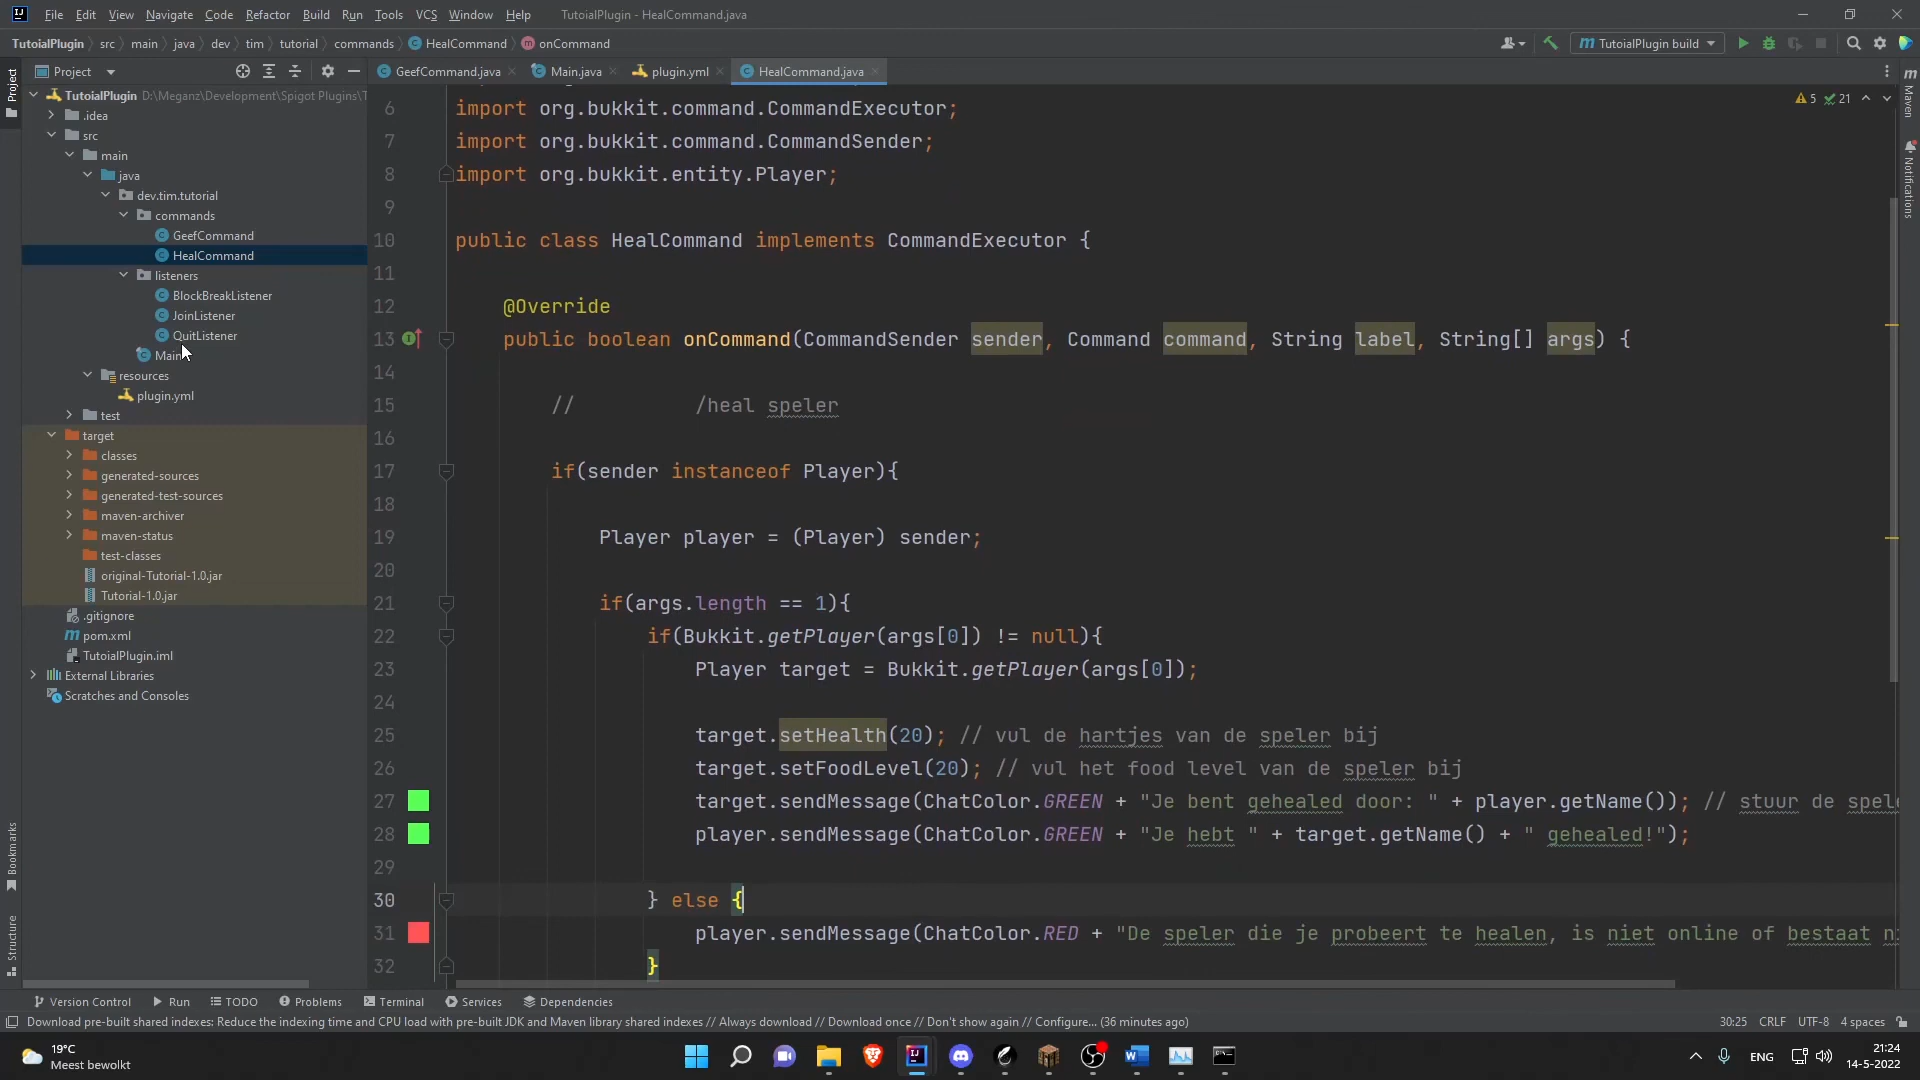 File Edit View Navigate Code Refactor Build Run Tools VCS Window Help TutoialPlugin - HealCommand.java
TutoialPlugin src main java dev tim tutorial commands HealCommand onCommand TutoialPlugin build
Project GeefCommand.java Main.java plugin.yml HealCommand.java
Project
TutoialPlugin D:\Meganz\Development\Spigot Plugins\T
.idea
src
main
java
dev.tim.tutorial
commands
GeefCommand
HealCommand
listeners
BlockBreakListener
JoinListener
QuitListener
Main
resources
plugin.yml
test
target
classes
generated-sources
generated-test-sources
maven-archiver
maven-status
test-classes
original-Tutorial-1.0.jar
Tutorial-1.0.jar
.gitignore
pom.xml
TutoialPlugin.iml
External Libraries
Scratches and Consoles
Bookmarks
Structure
5 21
6 import org.bukkit.command.CommandExecutor;
7 import org.bukkit.command.CommandSender;
8 import org.bukkit.entity.Player;
9
10 public class HealCommand implements CommandExecutor {
11
12 @Override
13 public boolean onCommand(CommandSender sender, Command command, String label, String[] args) {
14
15 // /heal speler
16
17 if(sender instanceof Player){
18
19 Player player = (Player) sender;
20
21 if(args.length == 1){
22 if(Bukkit.getPlayer(args[0]) != null){
23 Player target = Bukkit.getPlayer(args[0]);
24
25 target.setHealth(20); // vul de hartjes van de speler bij
26 target.setFoodLevel(20); // vul het food level van de speler bij
27 target.sendMessage(ChatColor.GREEN + "Je bent gehealed door: " + player.getName()); // stuur de spele
28 player.sendMessage(ChatColor.GREEN + "Je hebt " + target.getName() + " gehealed!");
29
30 } else {
31 player.sendMessage(ChatColor.RED + "De speler die je probeert te healen, is niet online of bestaat ni
32 }
Maven
Notifications
Version Control Run TODO Problems Terminal Services Dependencies
Download pre-built shared indexes: Reduce the indexing time and CPU load with pre-built JDK and Maven library shared indexes // Always download // Download once // Don't show again // Configure... (36 minutes ago) 30:25 CRLF UTF-8 4 spaces
19°C
Meest bewolkt
ENG
21:24
14-5-2022